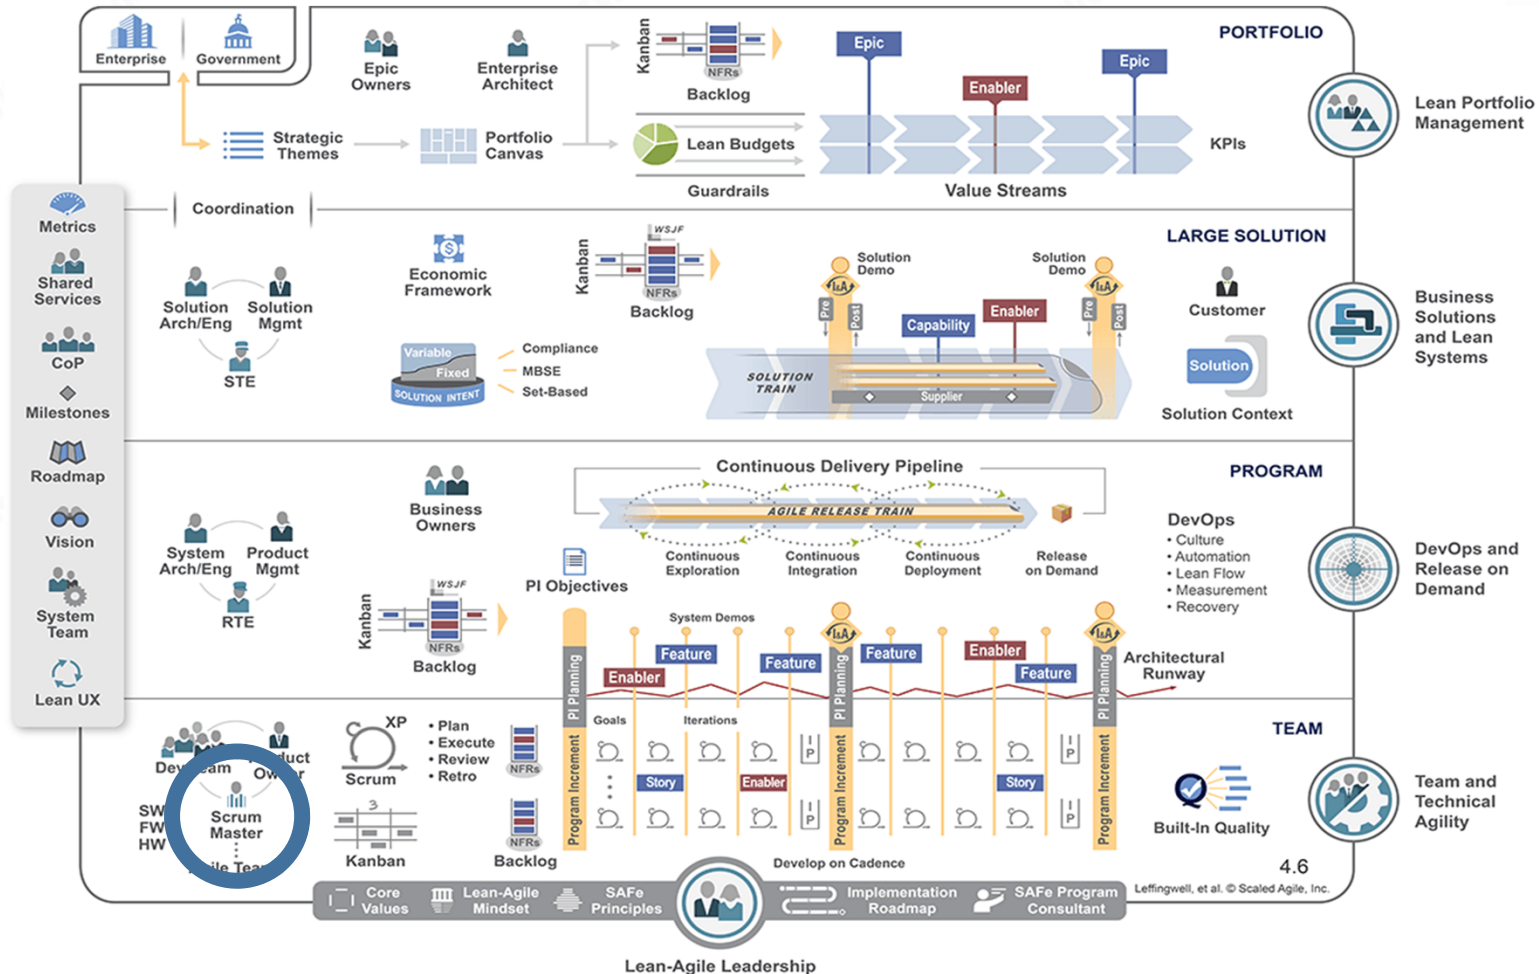 Enterprise
Government
Epic
Owners
Enterprise
Architect
Kanban
NFRs
Backlog
Epic
Enabler
Epic
PORTFOLIO
Lean Portfolio
Management
Strategic
Themes
Portfolio
Canvas
Lean Budgets
Guardrails
Value Streams
KPIs
Metrics
Shared
Services
CoP
Milestones
Roadmap
Vision
System
Team
Lean UX
Coordination
LARGE SOLUTION
Solution
Arch/Eng
Solution
Mgmt
STE
Economic
Framework
Variable
Fixed
SOLUTION INTENT
Compliance
MBSE
Set-Based
Kanban
WSJF
NFRs
Backlog
Solution
Demo
I&A
Pre
Post
Capability
Enabler
Solution
Demo
I&A
Pre
Post
SOLUTION
TRAIN
Supplier
Customer
Solution
Solution Context
Business
Solutions
and Lean
Systems
PROGRAM
System
Arch/Eng
Product
Mgmt
RTE
Business
Owners
Continuous Delivery Pipeline
AGILE RELEASE TRAIN
Continuous
Exploration
Continuous
Integration
Continuous
Deployment
Release
on Demand
DevOps
• Culture
• Automation
• Lean Flow
• Measurement
• Recovery
DevOps and
Release on
Demand
PI Objectives
Kanban
WSJF
NFRs
Backlog
System Demos
Enabler
Feature
Feature
I&A
Feature
Enabler
Feature
I&A
Architectural
Runway
PI Planning
PI Planning
PI Planning
TEAM
Product
Owner
Scrum
Master
SW
FW
HW
XP
Scrum
• Plan
• Execute
• Review
• Retro
3
Kanban
NFRs
NFRs
Backlog
Goals
Iterations
Program Increment
Story
Enabler
I
P
I
P
Program Increment
Story
I
P
I
P
Program Increment
Develop on Cadence
Built-In Quality
Team and
Technical
Agility
4.6
Leffingwell, et al. © Scaled Agile, Inc.
Core
Values
Lean-Agile
Mindset
SAFe
Principles
Implementation
Roadmap
SAFe Program
Consultant
Lean-Agile Leadership